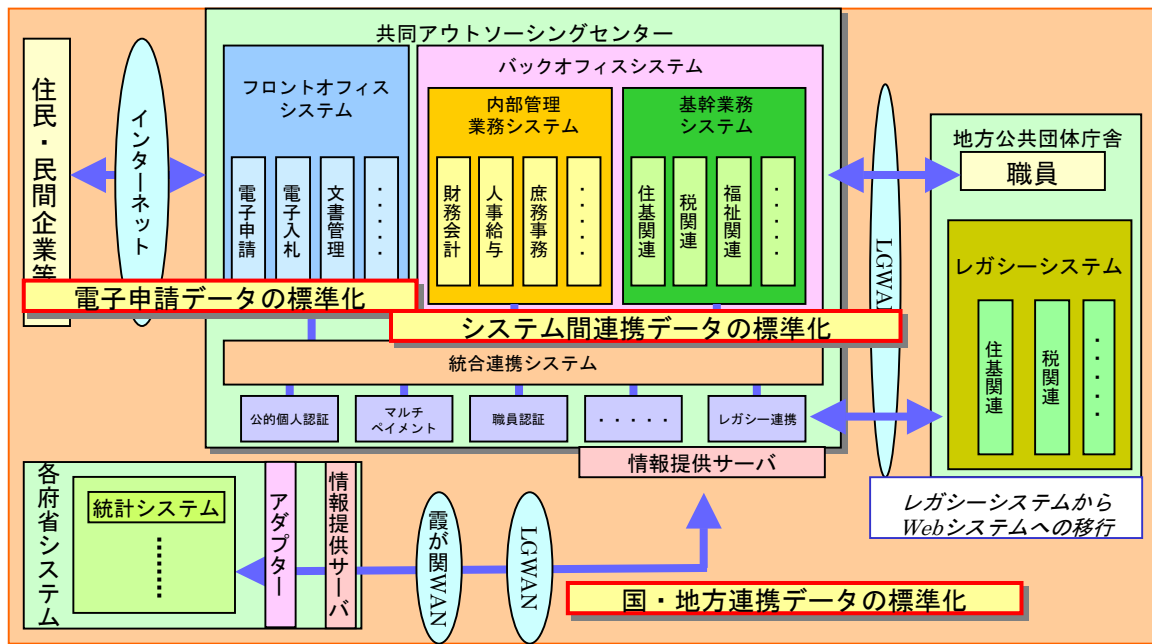 共同アウトソーシングセンター
住民・民間企業等
インターネット
フロントオフィス
システム
電子申請
電子入札
文書管理
・・・・・
バックオフィスシステム
内部管理
業務システム
財務会計
人事給与
庶務事務
・・・・・
基幹業務
システム
住基関連
税関連
福祉関連
・・・・・
電子申請データの標準化
システム間連携データの標準化
統合連携システム
公的個人認証
マルチ
ペイメント
職員認証
・・・・・
レガシー連携
情報提供サーバ
LGWAN
地方公共団体庁舎
職員
レガシーシステム
住基関連
税関連
・・・・・
レガシーシステムから
Webシステムへの移行
各府省システム
統計システム
・・・・・・・
アダプター
情報提供サーバ
霞が関WAN
LGWAN
国・地方連携データの標準化